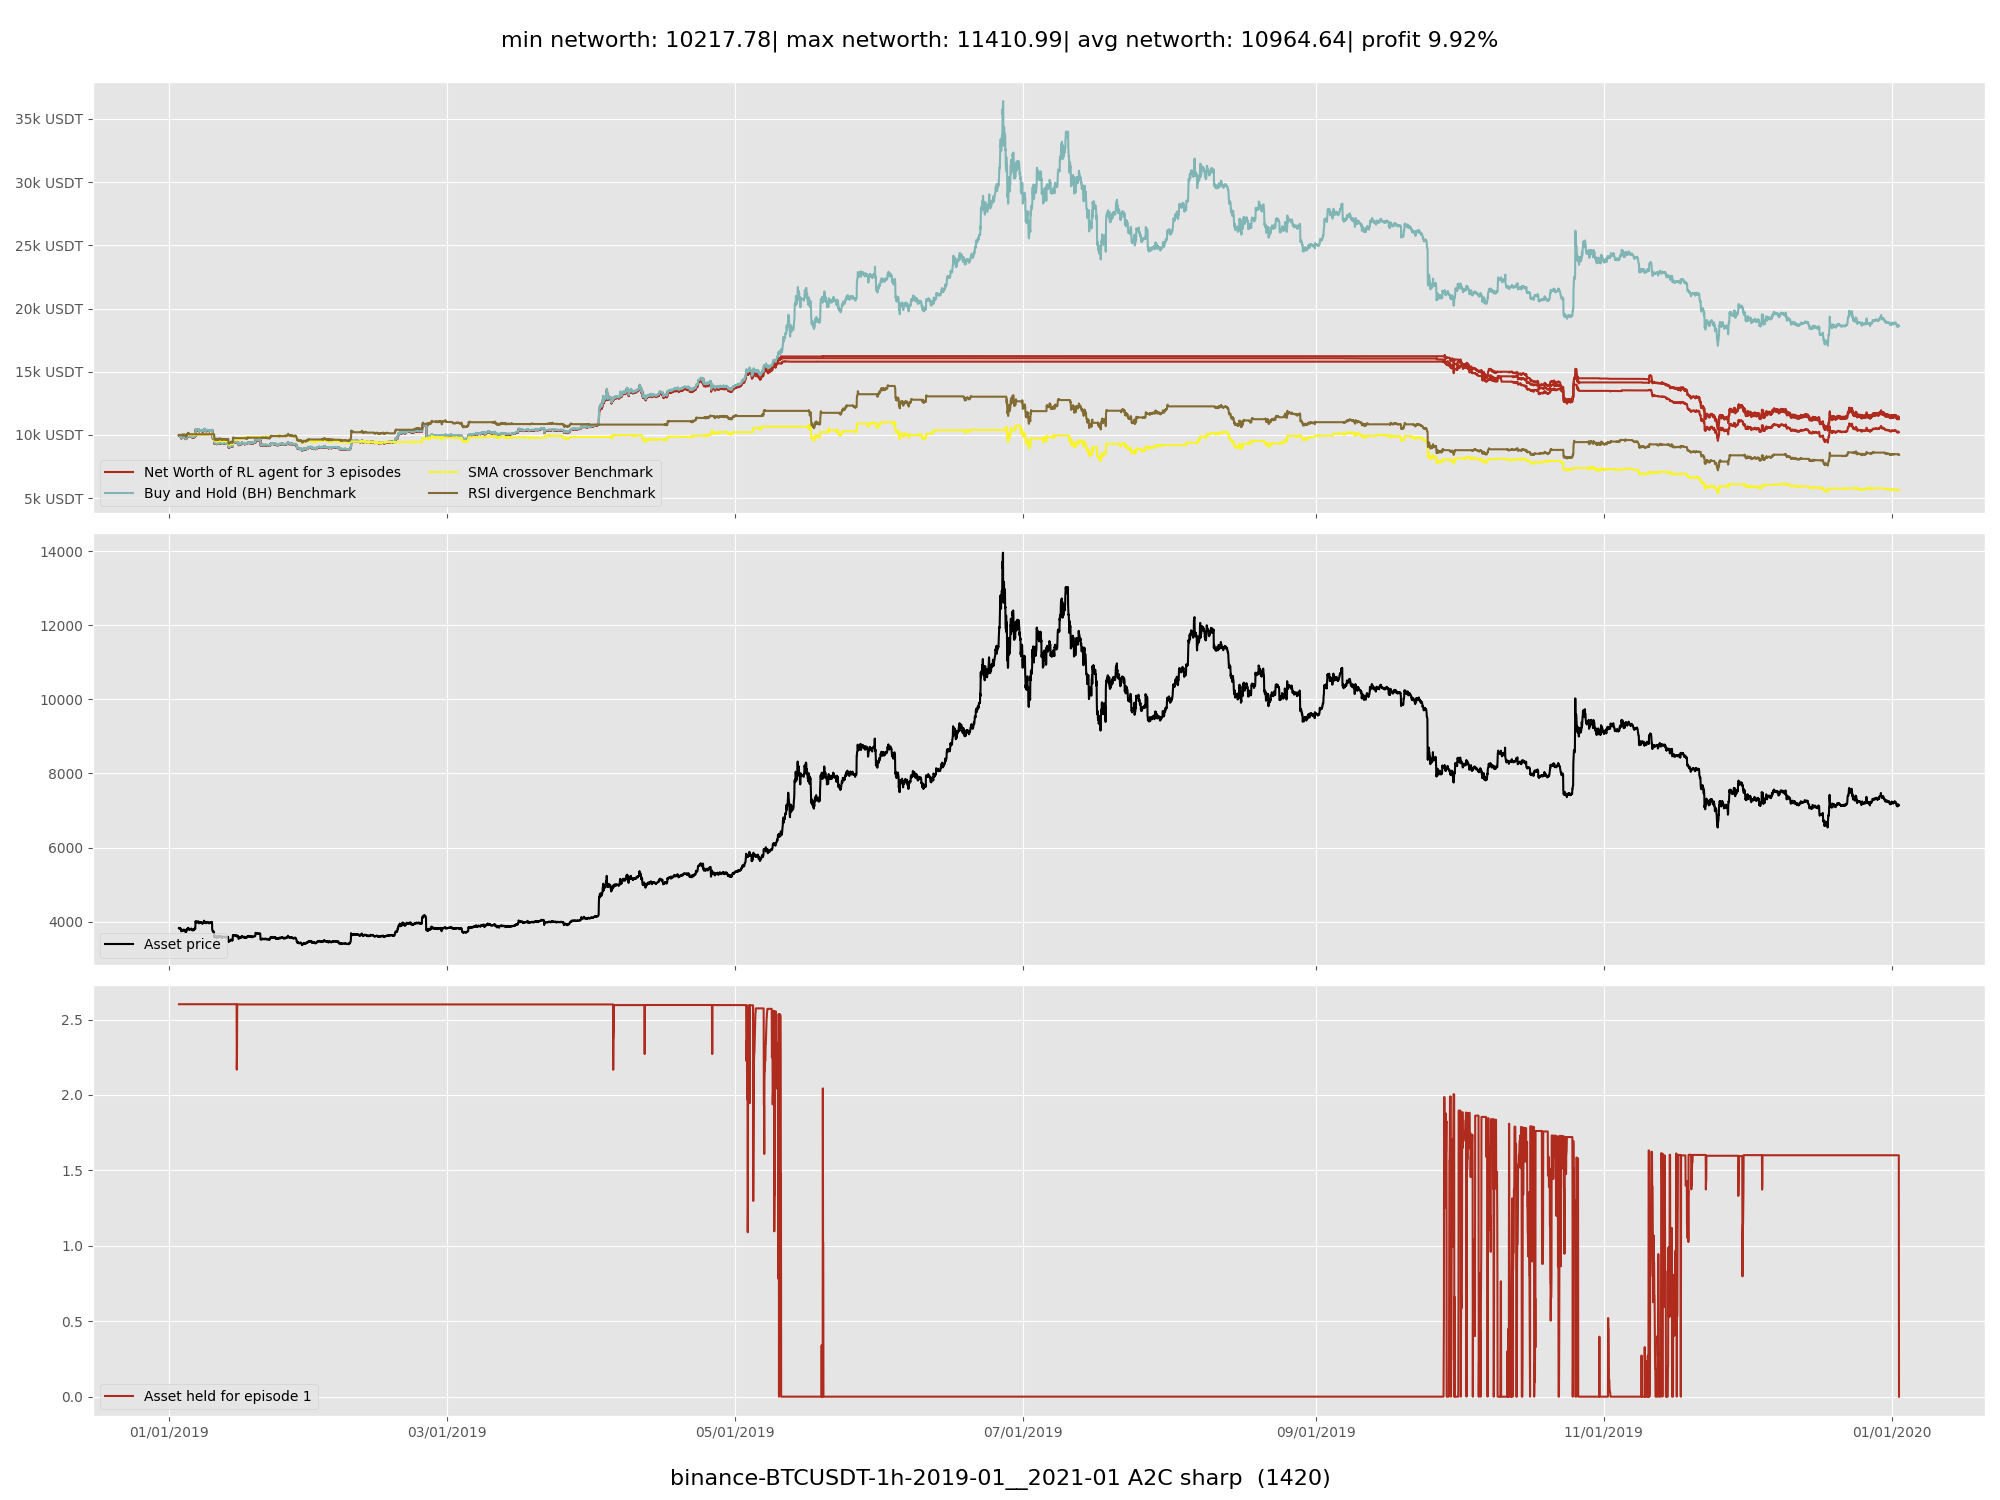 min networth: 10217.78| max networth: 11410.99| avg networth: 10964.64| profit 9.92%
35k USDT
30k USDT
25k USDT
20k USDT
15k USDT
10k USDT
5k USDT
Net Worth of RL agent for 3 episodes
Buy and Hold (BH) Benchmark
SMA crossover Benchmark
RSI divergence Benchmark
14000
12000
10000
8000
6000
4000
Asset price
2.5
2.0
1.5
1.0
0.5
0.0
Asset held for episode 1
01/01/2019 03/01/2019 05/01/2019 07/01/2019 09/01/2019 11/01/2019 01/01/2020
binance-BTCUSDT-1h-2019-01__2021-01 A2C sharp (1420)